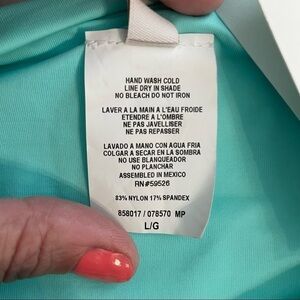 HAND WASH COLD
LINE DRY IN SHADE
NO BLEACH DO NOT IRON
LAVER A LA MAIN A L'EAU FROIDE
ETENDRE A L'OMBRE
NE PAS JAVELLISER
NE PAS REPASSER
LAVADO A MANO CON AGUA FRIA
COLGAR A SECAR EN LA SOMBRA
NO USE BLANQUEADOR
NO PLANCHAR
ASSEMBLED IN MEXICO
RN#59526
83% NYLON 17% SPANDEX
858017 / 078570 MP
L/G